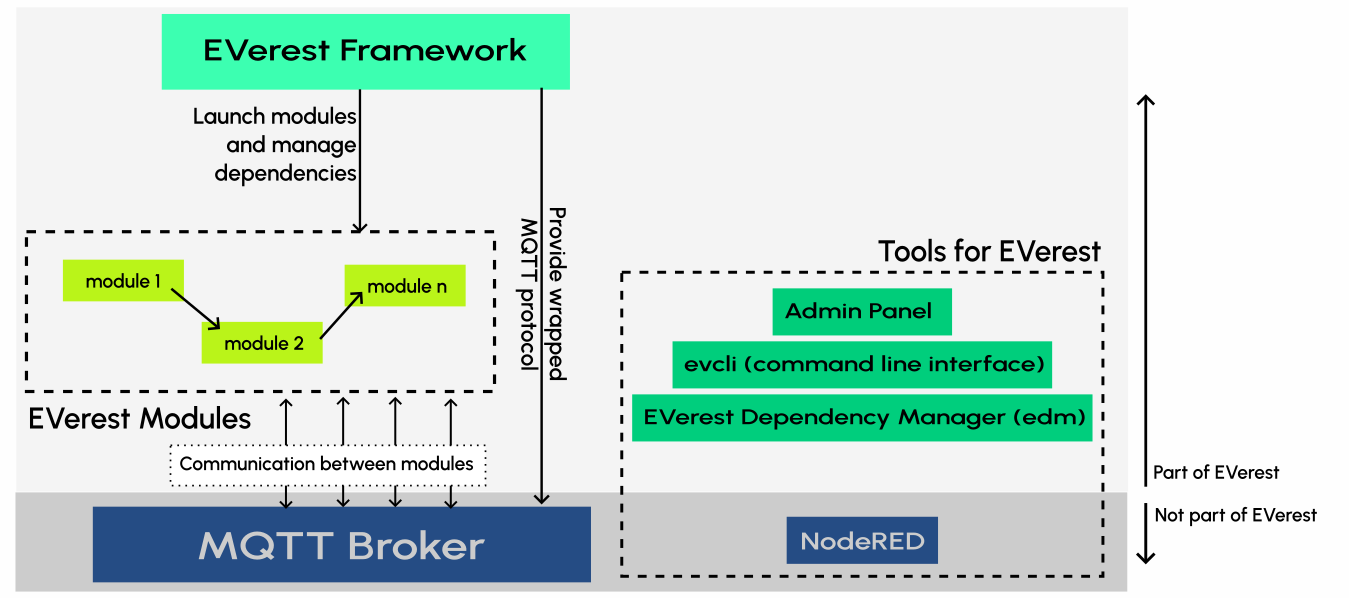 EVerest Framework
Launch modules
and manage
dependencies
Provide wrapped
MQTT protocol
module 1
module 2
module n
EVerest Modules
Communication between modules
MQTT Broker
Tools for EVerest
Admin Panel
evcli (command line interface)
EVerest Dependency Manager (edm)
NodeRED
Part of EVerest
Not part of EVerest